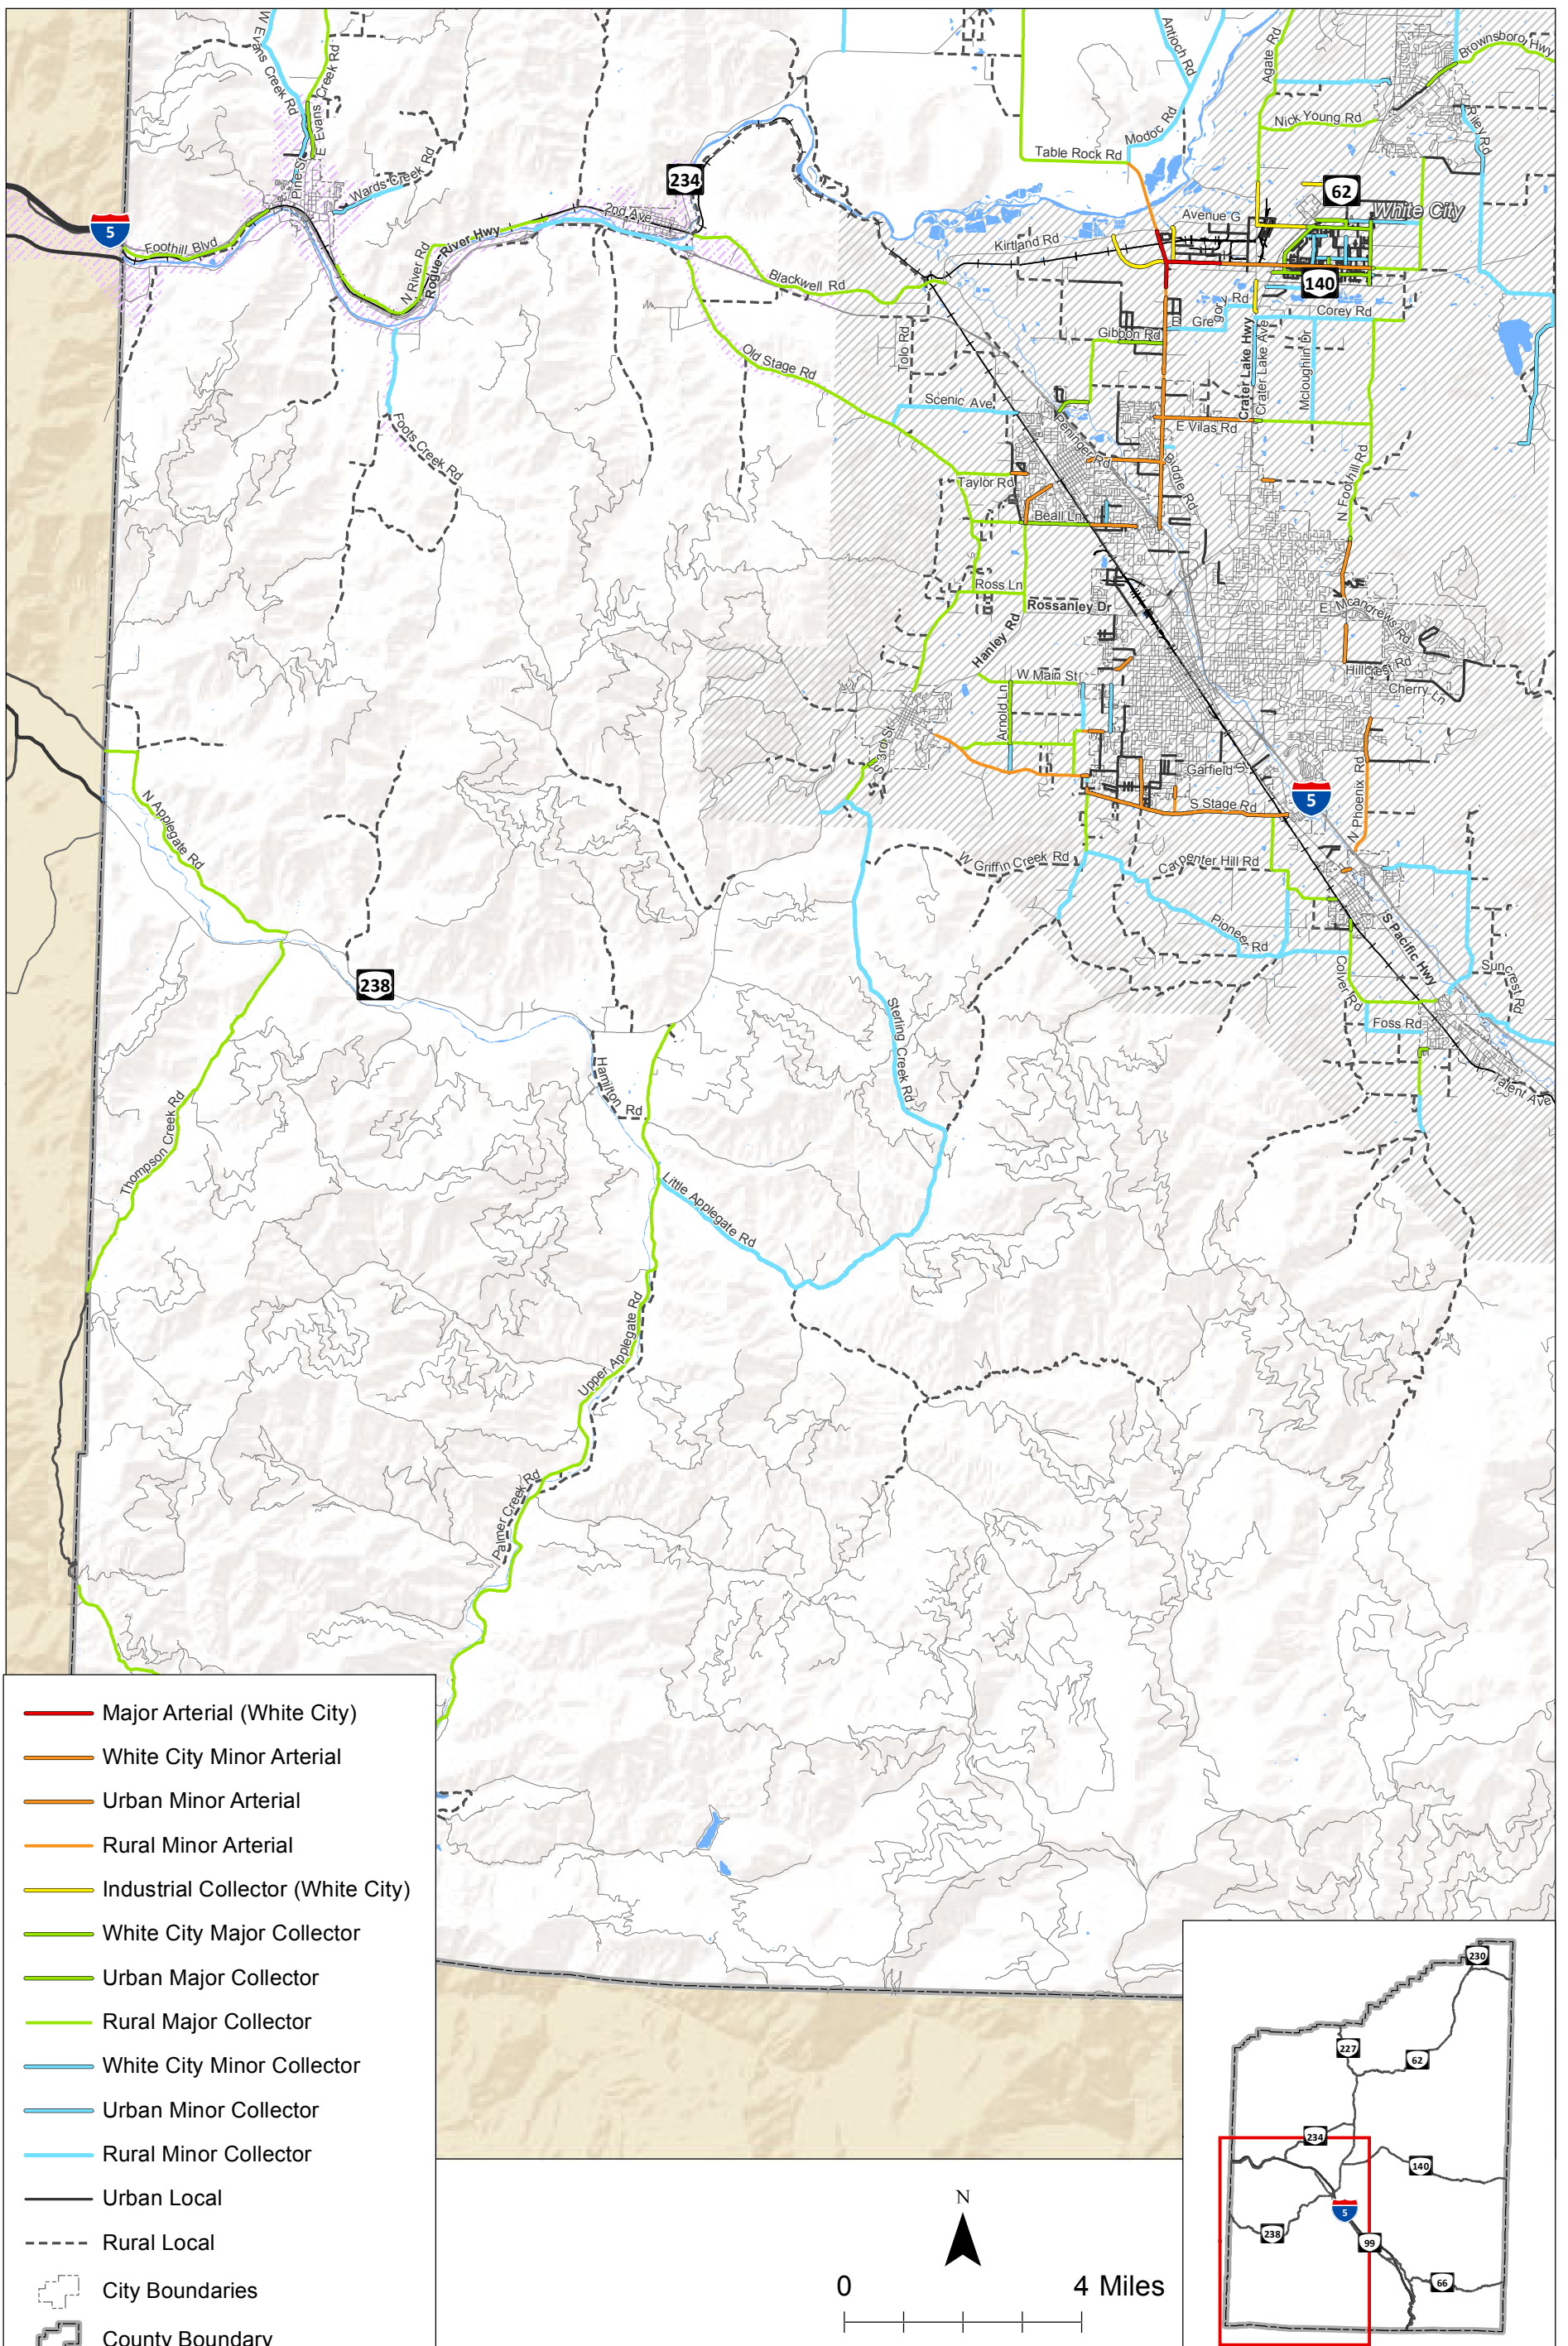 W Evans Creek Rd
E Evans Creek Rd
Pine St
Wards Creek Rd
Foothill Blvd
5
N River Rd
Rogue River Hwy
2nd Ave
234
Blackwell Rd
Old Stage Rd
Foots Creek Rd
Antioch Rd
Modoc Rd
Table Rock Rd
Agate Rd
Brownsboro Hwy
Nick Young Rd
Riley Rd
62
White City
Avenue G
Kirtland Rd
140
E Gregory Rd
Corey Rd
Gibbon Rd
Tolo Rd
Crater Lake Hwy
Crater Lake Ave
Mcloughlin Dr
Scenic Ave
E Vilas Rd
Peninger Rd
Biddle Rd
N Foothill Rd
Taylor Rd
Beall Ln
Ross Ln
Rossanley Dr
Hanley Rd
E Mcandrews Rd
Hillcrest Rd
Cherry Ln
W Main St
Arnold Ln
S 3rd St
Garfield St
5
S Stage Rd
N Phoenix Rd
W Griffin Creek Rd
Carpenter Hill Rd
Pioneer Rd
S Pacific Hwy
Colver Rd
Suncrest Rd
Foss Rd
Talent Ave
N Applegate Rd
238
Thompson Creek Rd
Hamilton Rd
Sterling Creek Rd
Little Applegate Rd
Upper Applegate Rd
Palmer Creek Rd
Major Arterial (White City)
White City Minor Arterial
Urban Minor Arterial
Rural Minor Arterial
Industrial Collector (White City)
White City Major Collector
Urban Major Collector
Rural Major Collector
White City Minor Collector
Urban Minor Collector
Rural Minor Collector
Urban Local
Rural Local
City Boundaries
County Boundary
N
0 4 Miles
230
227
62
234
140
5
238
99
66